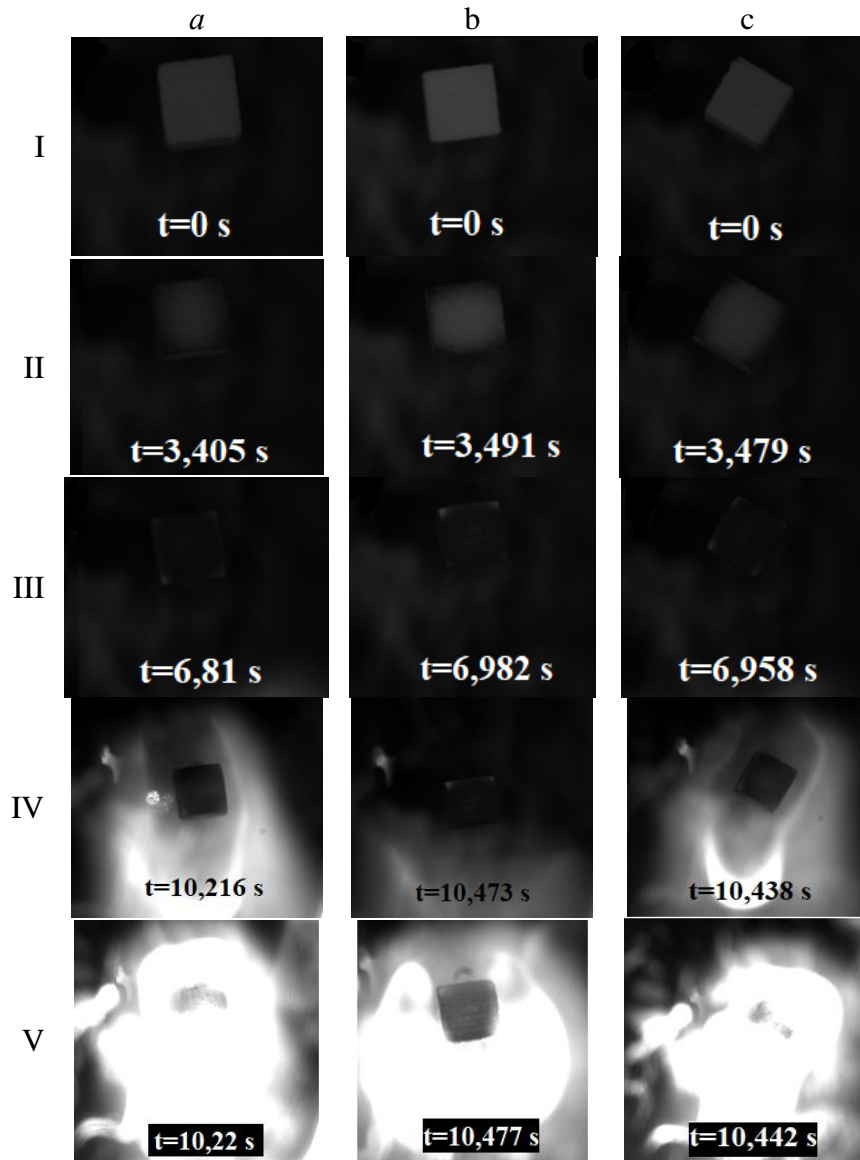 a b c
I
t=0 s t=0 s t=0 s
II
t=3,405 s t=3,491 s t=3,479 s
III
t=6,81 s t=6,982 s t=6,958 s
IV
t=10,216 s t=10,473 s t=10,438 s
V
t=10,22 s t=10,477 s t=10,442 s